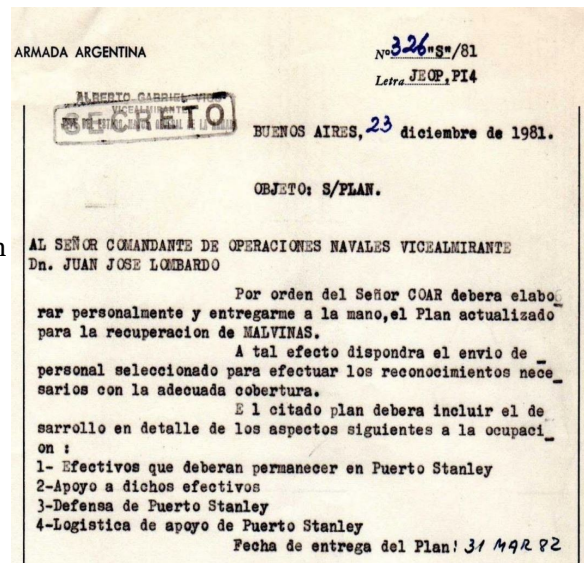 ARMADA ARGENTINA
Nº 326 "S"/81
Letra JEOP, PI4
ALBERTO GABRIEL
VICEALMIRANTE
SECRETO
BUENOS AIRES, 23 diciembre de 1981.
OBJETO: S/PLAN.
n
AL SEÑOR COMANDANTE DE OPERACIONES NAVALES VICEALMIRANTE
Dn. JUAN JOSE LOMBARDO
Por orden del Señor COAR debera elabo_
rar personalmente y entregarme a la mano,el Plan actualizado
para la recuperacion de MALVINAS.
A tal efecto dispondra el envio de _
personal seleccionado para efectuar los reconocimientos nece_
sarios con la adecuada cobertura.
E l citado plan debera incluir el de
sarrollo en detalle de los aspectos siguientes a la ocupaci_
on :
1- Efectivos que deberan permanecer en Puerto Stanley
2-Apoyo a dichos efectivos
3-Defensa de Puerto Stanley
4-Logistica de apoyo de Puerto Stanley
Fecha de entrega del Plan: 31 MAR 82